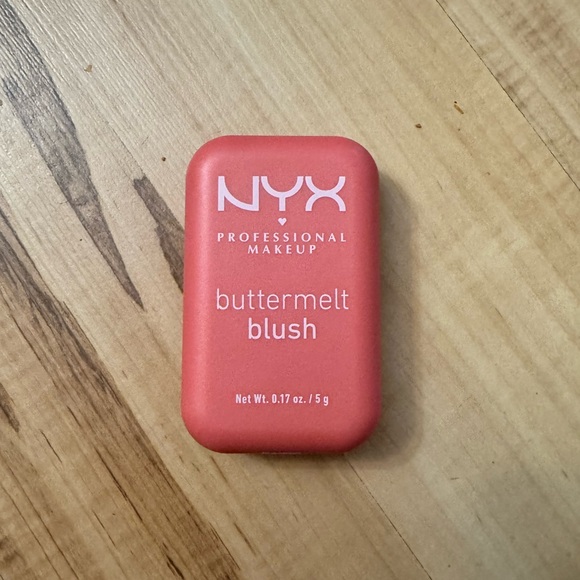 NYX
PROFESSIONAL
MAKEUP
buttermelt
blush
Net Wt. 0.17 oz. / 5 g